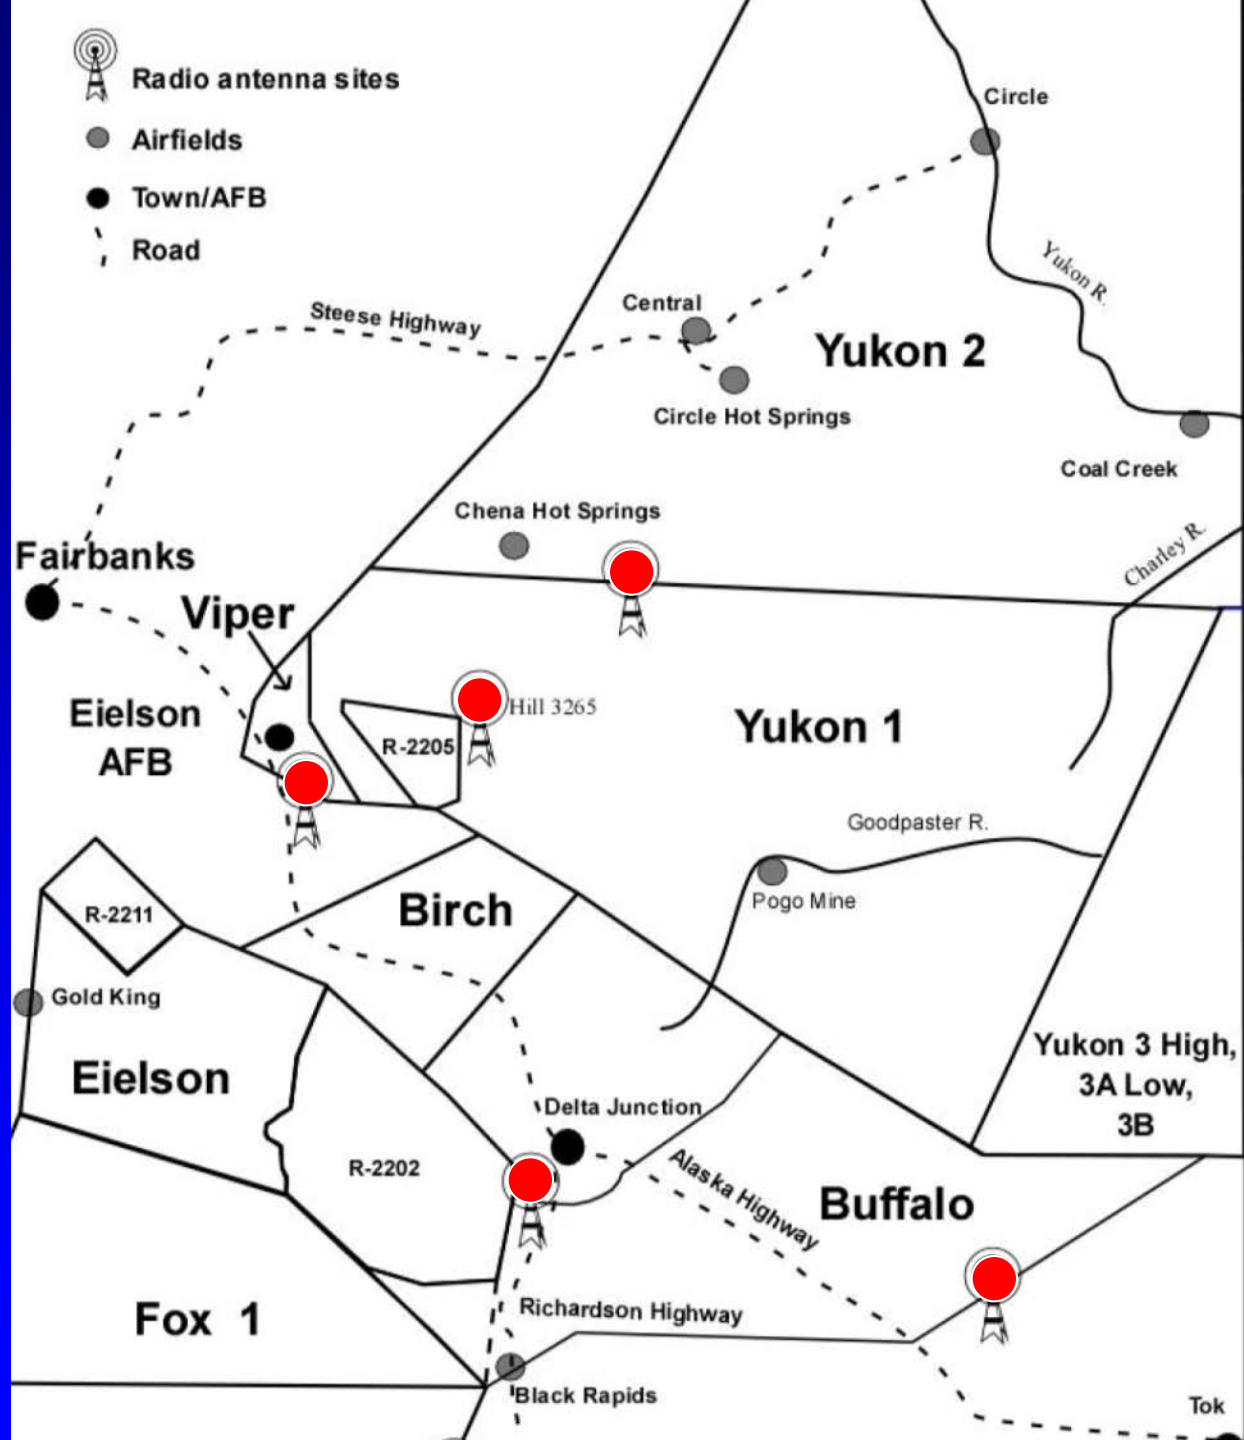 Radio antenna sites
Airfields
Town/AFB
Road
Circle
Yukon R.
Steese Highway
Central
Yukon 2
Circle Hot Springs
Coal Creek
Chena Hot Springs
Charley R.
Fairbanks
Viper
Eielson
AFB
Hill 3265
R-2205
Yukon 1
Goodpaster R.
Pogo Mine
Birch
R-2211
Gold King
Eielson
Yukon 3 High,
3A Low,
3B
Delta Junction
R-2202
Alaska Highway
Buffalo
Fox 1
Richardson Highway
Black Rapids
Tok